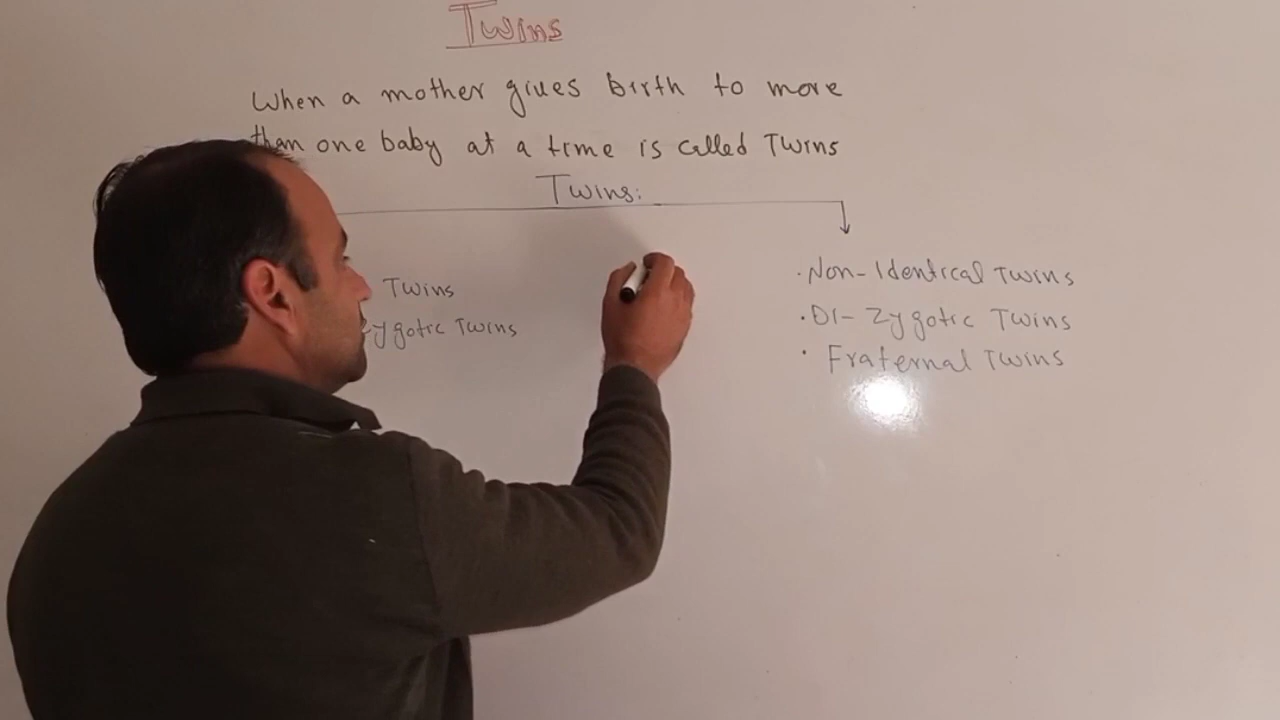 Twins
When a mother gives birth to more
than one baby at a time is called Twins
Twins:
Twins
zygotic Twins
.Non-Identical Twins
.Di-Zygotic Twins
. Fraternal Twins